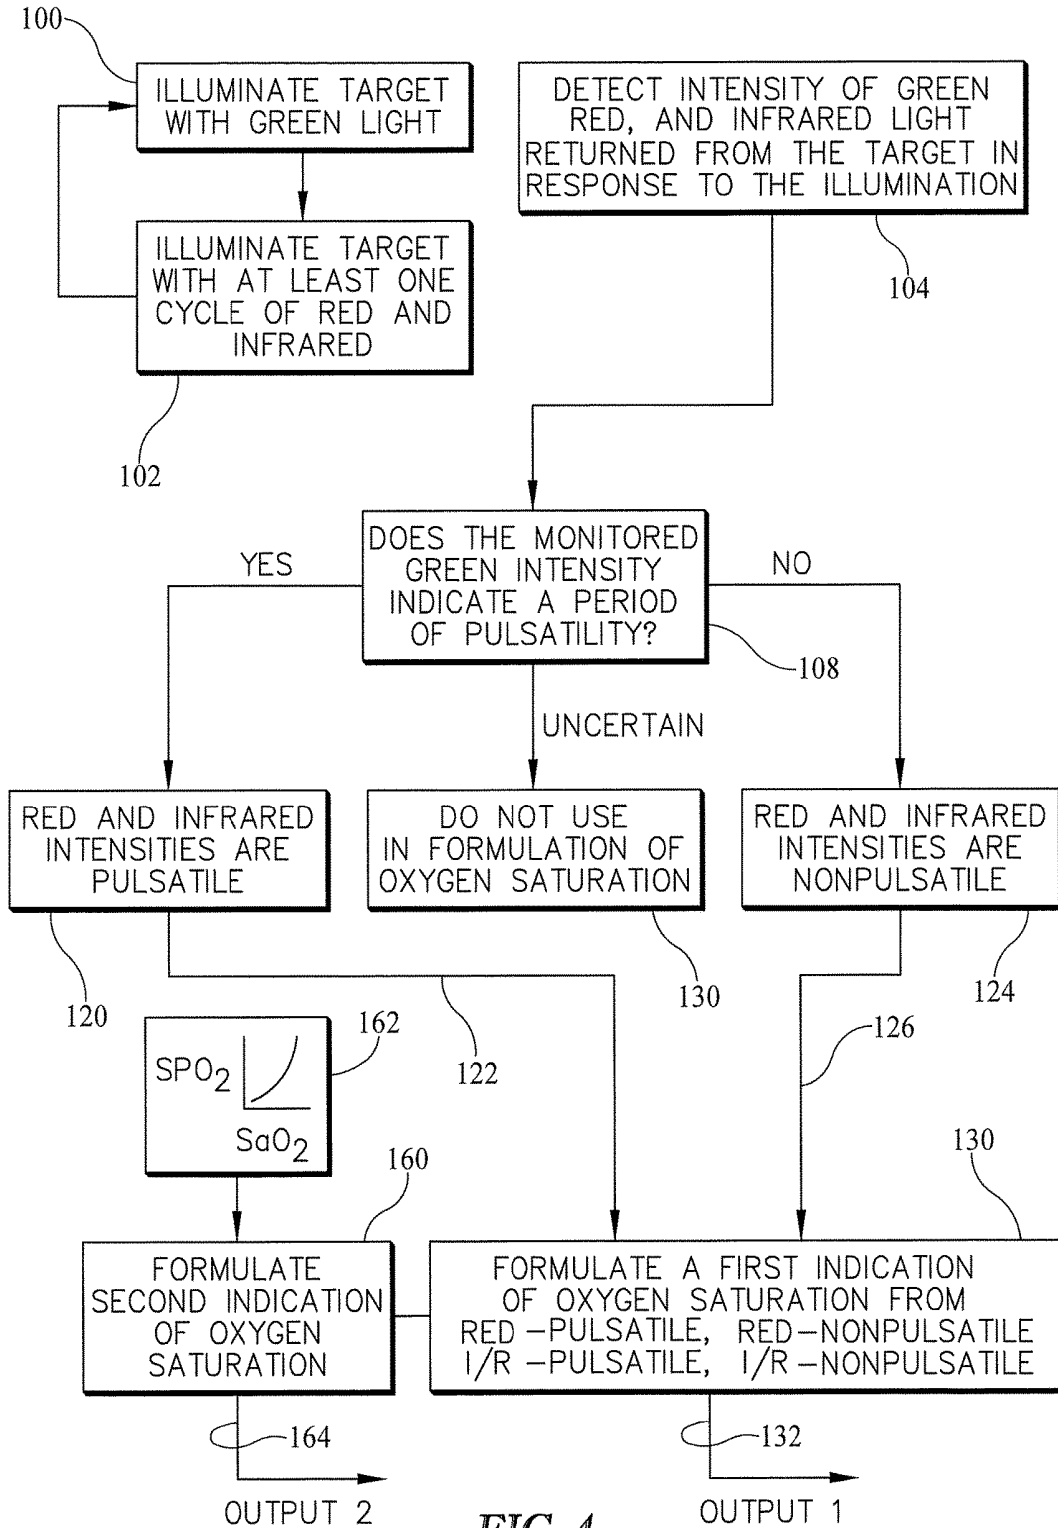 100
ILLUMINATE TARGET
WITH GREEN LIGHT
DETECT INTENSITY OF GREEN
RED, AND INFRARED LIGHT
RETURNED FROM THE TARGET IN
RESPONSE TO THE ILLUMINATION
104
ILLUMINATE TARGET
WITH AT LEAST ONE
CYCLE OF RED AND
INFRARED
102
DOES THE MONITORED
GREEN INTENSITY
INDICATE A PERIOD
OF PULSATILITY?
YES
NO
108
UNCERTAIN
RED AND INFRARED
INTENSITIES ARE
PULSATILE
DO NOT USE
IN FORMULATION OF
OXYGEN SATURATION
RED AND INFRARED
INTENSITIES ARE
NONPULSATILE
120
130
124
122
126
162
SPO2
SaO2
160
130
FORMULATE
SECOND INDICATION
OF OXYGEN
SATURATION
FORMULATE A FIRST INDICATION
OF OXYGEN SATURATION FROM
RED-PULSATILE, RED-NONPULSATILE
I/R-PULSATILE, I/R-NONPULSATILE
164
132
OUTPUT 2
OUTPUT 1
FIG. 4